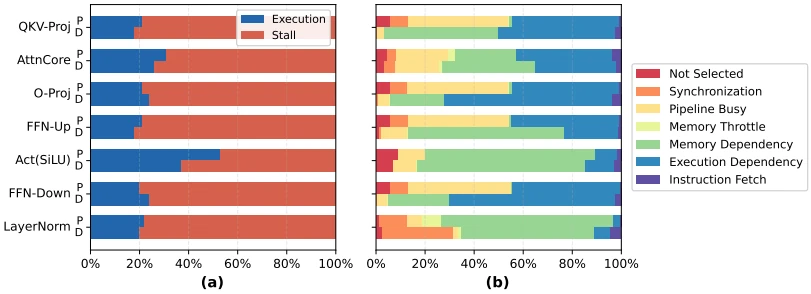 QKV-Proj P
D
AttnCore P
D
O-Proj P
D
FFN-Up P
D
Act(SiLU) P
D
FFN-Down P
D
LayerNorm P
D
0% 20% 40% 60% 80% 100%
(a)
Execution
Stall
0% 20% 40% 60% 80% 100%
(b)
Not Selected
Synchronization
Pipeline Busy
Memory Throttle
Memory Dependency
Execution Dependency
Instruction Fetch